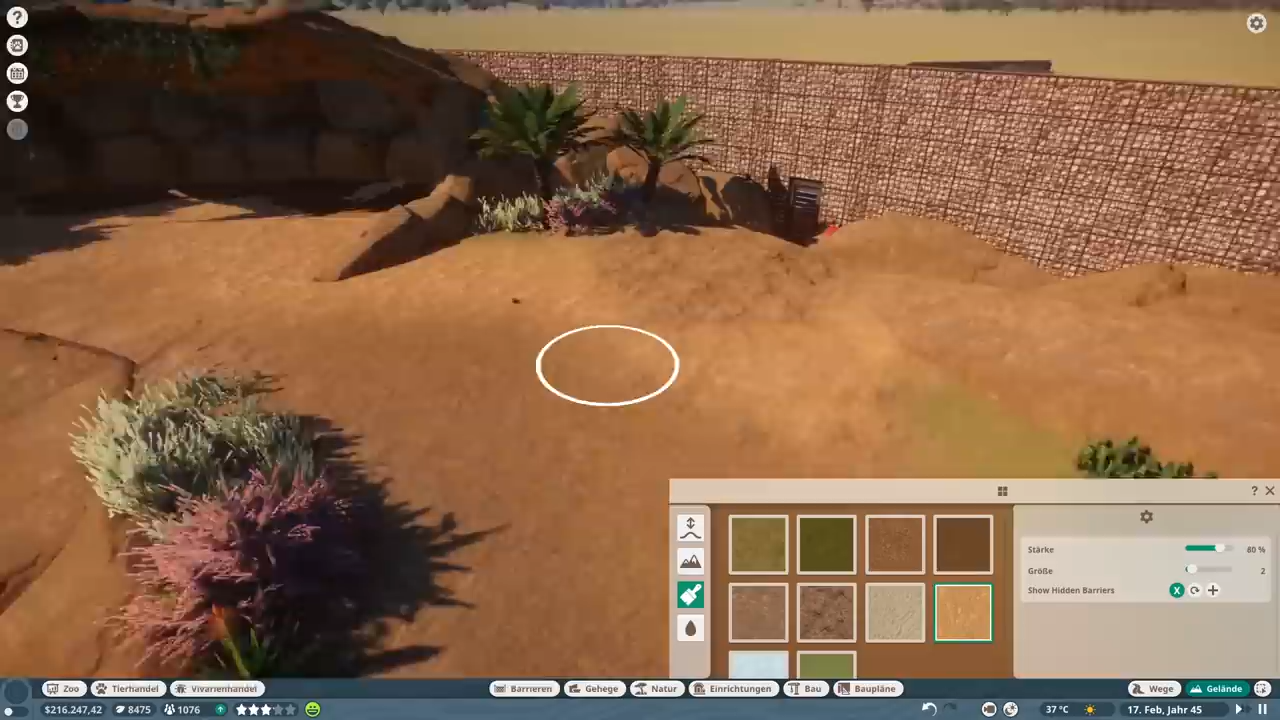 ? X
Stärke 80 %
Größe 2
Show Hidden Barriers X
Zoo Tierhandel Vivarienhandel Barrieren Gehege Natur Einrichtungen Bau Baupläne Wege Gelände
$216.247,42 8475 1076 37 °C 17. Feb, Jahr 45